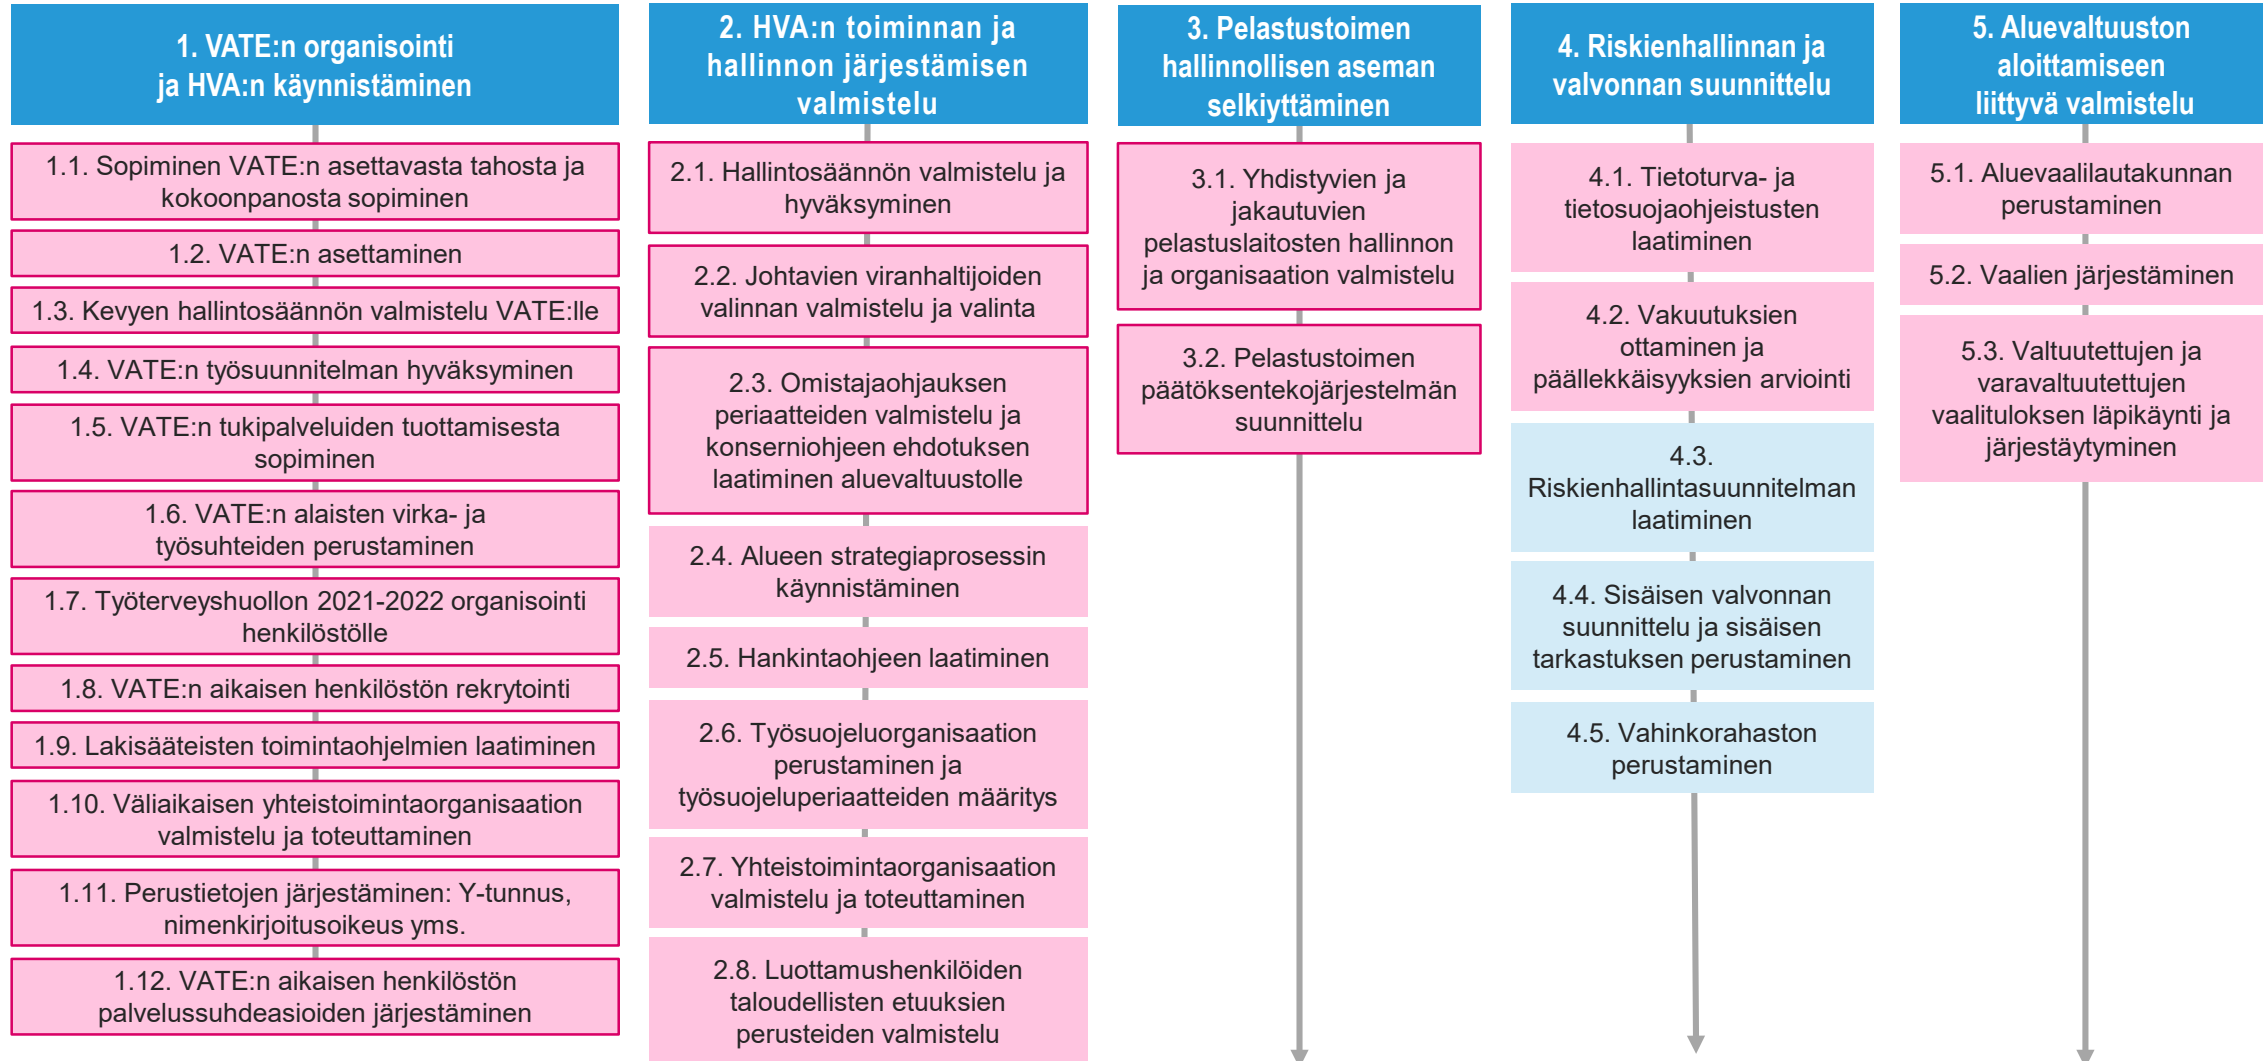 1. VATE:n organisointi
ja HVA:n käynnistäminen
1.1. Sopiminen VATE:n asettavasta tahosta ja
kokoonpanosta sopiminen
1.2. VATE:n asettaminen
1.3. Kevyen hallintosäännön valmistelu VATE:lle
1.4. VATE:n työsuunnitelman hyväksyminen
1.5. VATE:n tukipalveluiden tuottamisesta
sopiminen
1.6. VATE:n alaisten virka- ja
työsuhteiden perustaminen
1.7. Työterveyshuollon 2021-2022 organisointi
henkilöstölle
1.8. VATE:n aikaisen henkilöstön rekrytointi
1.9. Lakisääteisten toimintaohjelmien laatiminen
1.10. Väliaikaisen yhteistoimintaorganisaation
valmistelu ja toteuttaminen
1.11. Perustietojen järjestäminen: Y-tunnus,
nimenkirjoitusoikeus yms.
1.12. VATE:n aikaisen henkilöstön
palvelussuhdeasioiden järjestäminen
2. HVA:n toiminnan ja
hallinnon järjestämisen
valmistelu
2.1. Hallintosäännön valmistelu ja
hyväksyminen
2.2. Johtavien viranhaltijoiden
valinnan valmistelu ja valinta
2.3. Omistajaohjauksen
periaatteiden valmistelu ja
konserniohjeen ehdotuksen
laatiminen aluevaltuustolle
2.4. Alueen strategiaprosessin
käynnistäminen
2.5. Hankintaohjeen laatiminen
2.6. Työsuojeluorganisaation
perustaminen ja
työsuojeluperiaatteiden määritys
2.7. Yhteistoimintaorganisaation
valmistelu ja toteuttaminen
2.8. Luottamushenkilöiden
taloudellisten etuuksien
perusteiden valmistelu
3. Pelastustoimen
hallinnollisen aseman
selkiyttäminen
3.1. Yhdistyvien ja
jakautuvien
pelastuslaitosten hallinnon
ja organisaation valmistelu
3.2. Pelastustoimen
päätöksentekojärjestelmän
suunnittelu
4. Riskienhallinnan ja
valvonnan suunnittelu
4.1. Tietoturva- ja
tietosuojaohjeistusten
laatiminen
4.2. Vakuutuksien
ottaminen ja
päällekkäisyyksien arviointi
4.3.
Riskienhallintasuunnitelman
laatiminen
4.4. Sisäisen valvonnan
suunnittelu ja sisäisen
tarkastuksen perustaminen
4.5. Vahinkorahaston
perustaminen
5. Aluevaltuuston
aloittamiseen
liittyvä valmistelu
5.1. Aluevaalilautakunnan
perustaminen
5.2. Vaalien järjestäminen
5.3. Valtuutettujen ja
varavaltuutettujen
vaalituloksen läpikäynti ja
järjestäytyminen